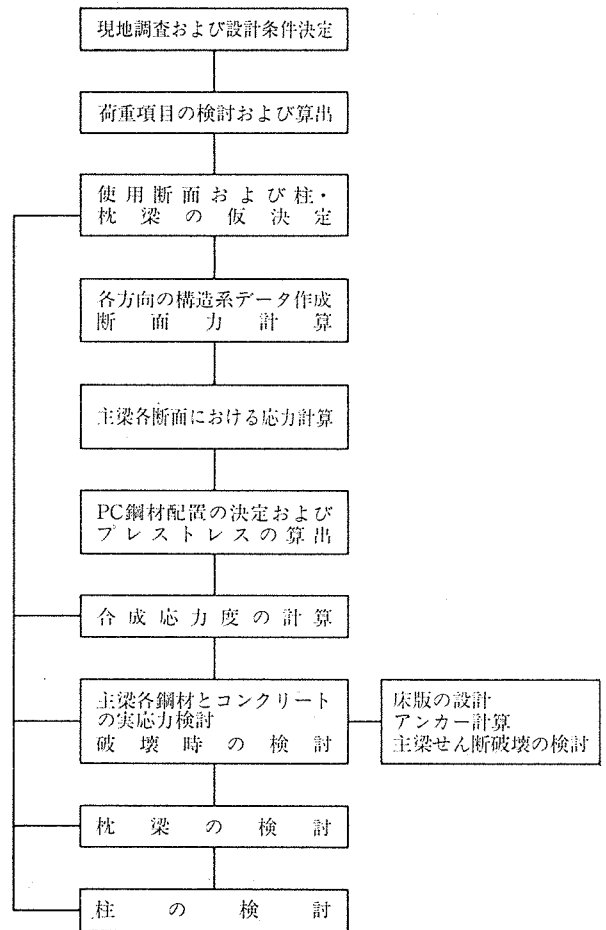 現地調査および設計条件決定
荷重項目の検討および算出
使用断面および柱・
枕梁の仮決定
各方向の構造系データ作成
断面力計算
主梁各断面における応力計算
PC鋼材配置の決定および
プレストレスの算出
合成応力度の計算
主梁各鋼材とコンクリート
の実応力検討
破壊時の検討
床版の設計
アンカー計算
主梁せん断破壊の検討
枕梁の検討
柱の検討